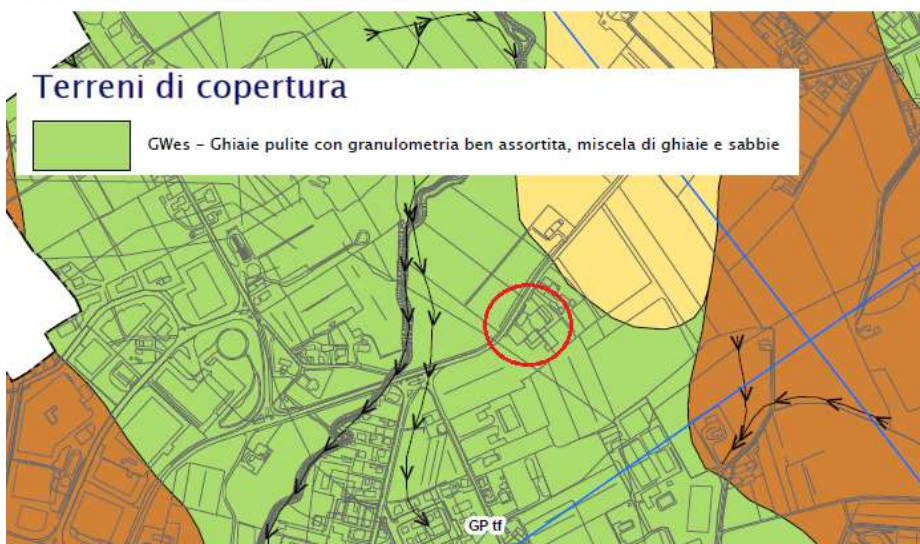 Terreni di copertura
GWes – Ghiaie pulite con granulometria ben assortita, miscela di ghiaie e sabbie
GP tf